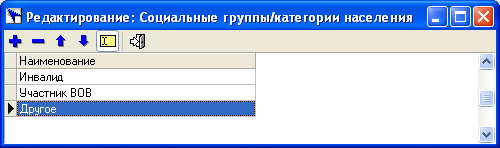 Редактирование: Социальные группы/категории населения
Наименование
Инвалид
Участник ВОВ
Другое